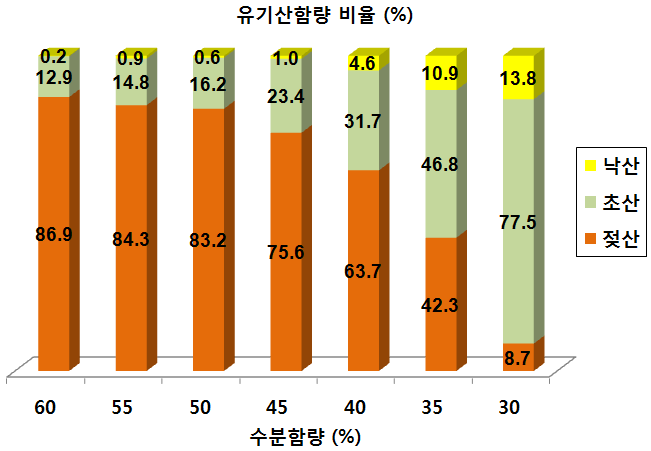 유기산함량 비율 (%)
0.2 0.9 0.6 1.0 4.6 10.9 13.8
12.9 14.8 16.2 23.4 31.7 46.8 77.5
86.9 84.3 83.2 75.6 63.7 42.3 8.7
낙산
초산
젖산
60 55 50 45 40 35 30
수분함량 (%)